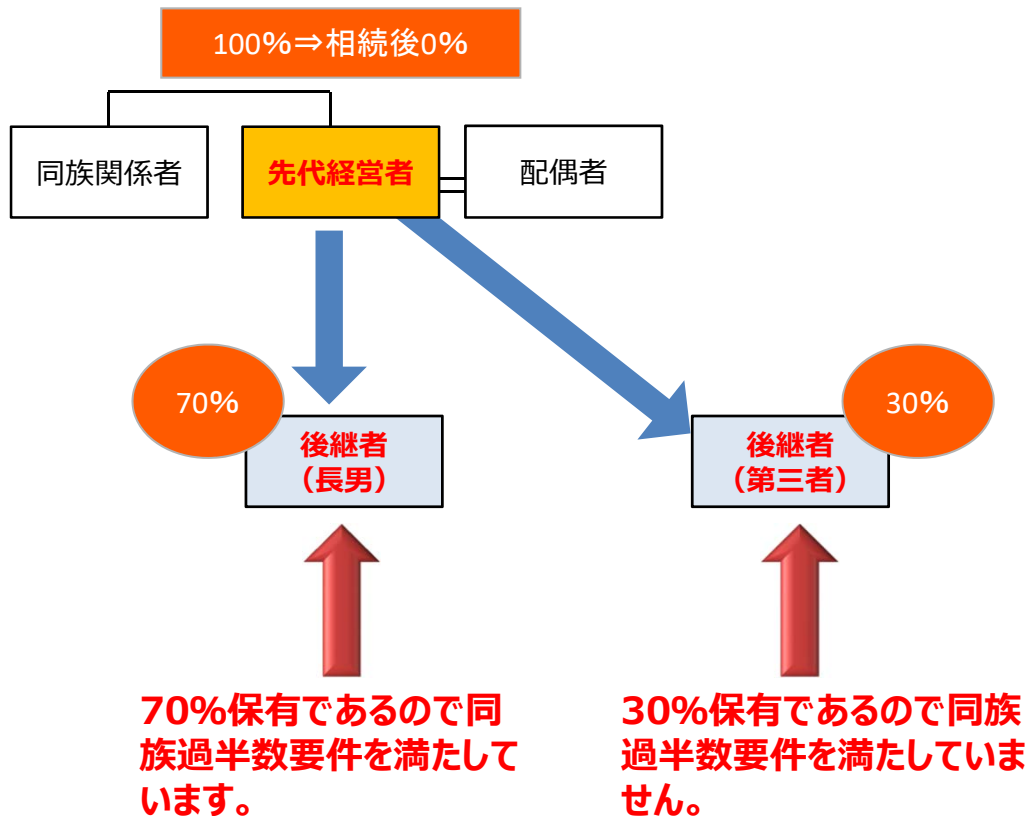 100%⇒相続後0%
同族関係者
先代経営者
配偶者
70%
30%
後継者
（長男）
後継者
（第三者）
70%保有であるので同
族過半数要件を満たして
います。
30%保有であるので同族
過半数要件を満たしていま
せん。